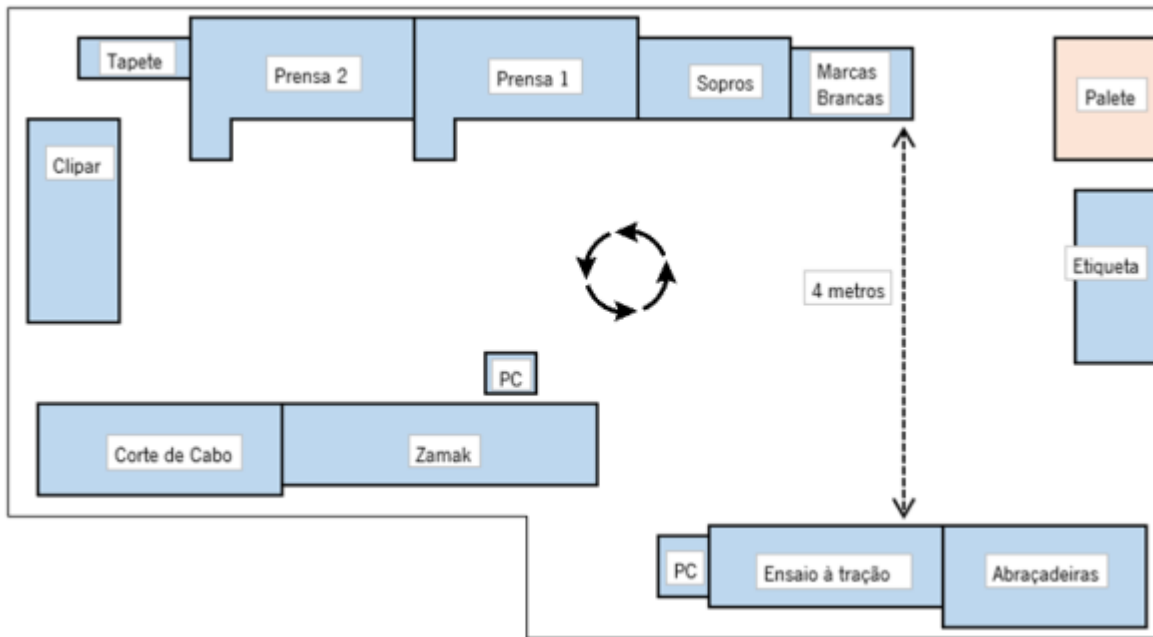 Tapete
Prensa 2
Prensa 1
Sopros
Marcas
Brancas
Palete
Clipar
Etiqueta
4 metros
PC
Corte de Cabo
Zamak
PC
Ensaio à tração
Abraçadeiras